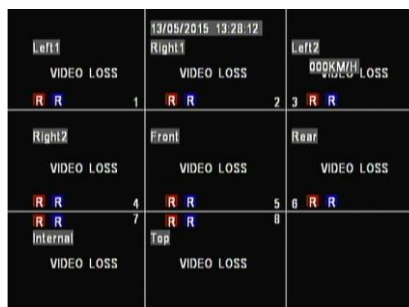 13/05/2015 13:28:12
Left1
Right1
Left2
000KM/H
VIDEO LOSS
VIDEO LOSS
VIDEO LOSS
R R 1
R R 2
3 R R
Right2
Front
Rear
VIDEO LOSS
VIDEO LOSS
VIDEO LOSS
R R 4
R R 5
6 R R
R R 7
R R 8
Internal
Top
VIDEO LOSS
VIDEO LOSS